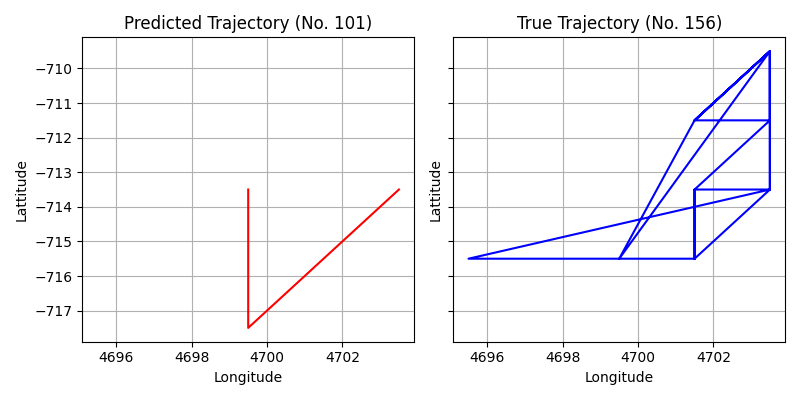 Predicted Trajectory (No. 101)
True Trajectory (No. 156)
−710
−711
−712
−713
−714
−715
−716
−717
Lattitude
Lattitude
4696
4698
4700
4702
4696
4698
4700
4702
Longitude
Longitude